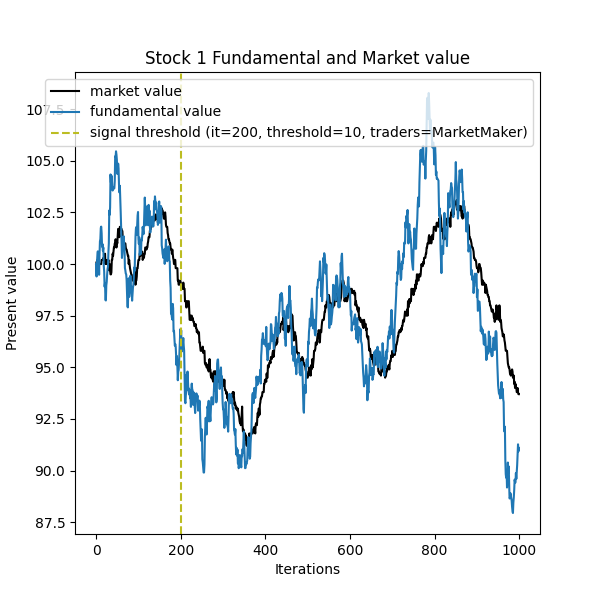 Stock 1 Fundamental and Market value
market value
fundamental value
signal threshold (it=200, threshold=10, traders=MarketMaker)
107.5
105.0
102.5
100.0
97.5
95.0
92.5
90.0
87.5
Present value
0 200 400 600 800 1000
Iterations